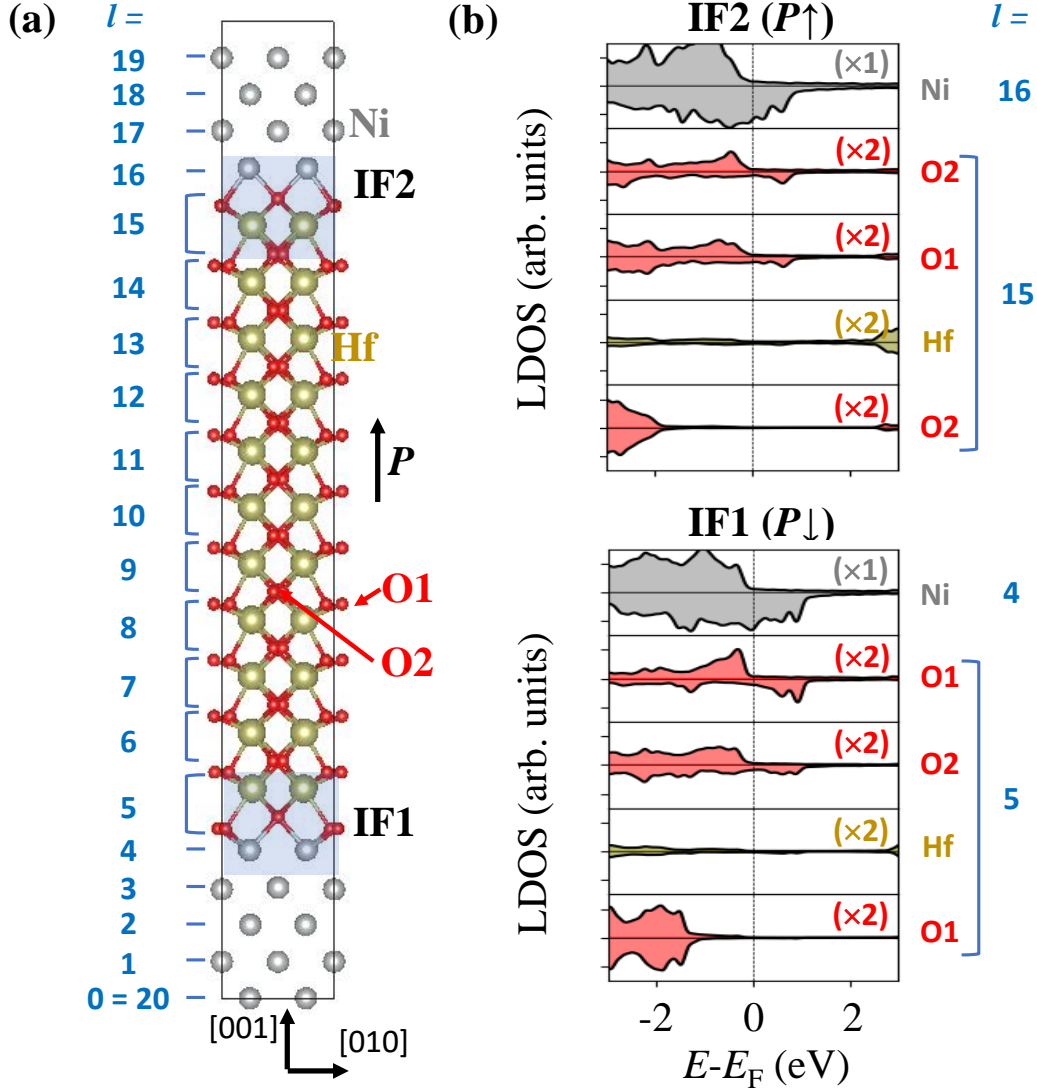 (a)
l =
19
18
17
16
15
14
13
12
11
10
9
8
7
6
5
4
3
2
1
0 = 20
Ni
IF2
Hf
P
O1
O2
IF1
[001]
[010]
(b)
IF2 (P↑)
l =
LDOS (arb. units)
(×1)
Ni
16
(×2)
O2
(×2)
O1
15
(×2)
Hf
(×2)
O2
-2
0
2
IF1 (P↓)
LDOS (arb. units)
(×1)
Ni
4
(×2)
O1
(×2)
O2
5
(×2)
Hf
(×2)
O1
-2
0
2
E-EF (eV)